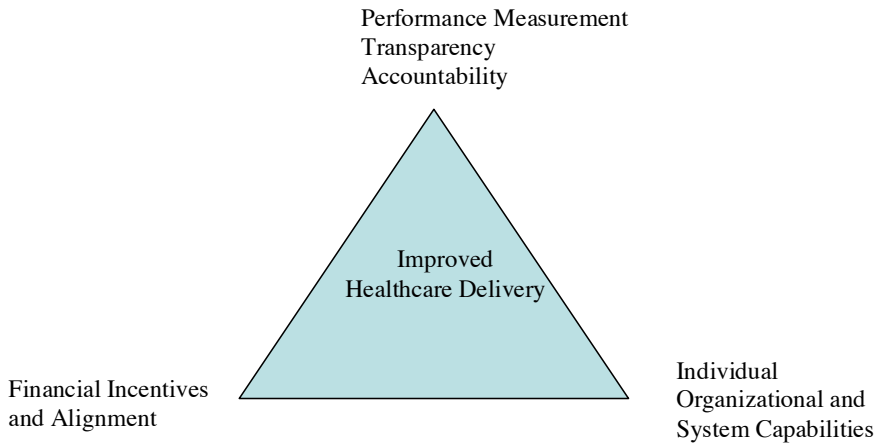 Performance Measurement
Transparency
Accountability
Improved
Healthcare Delivery
Financial Incentives
and Alignment
Individual
Organizational and
System Capabilities